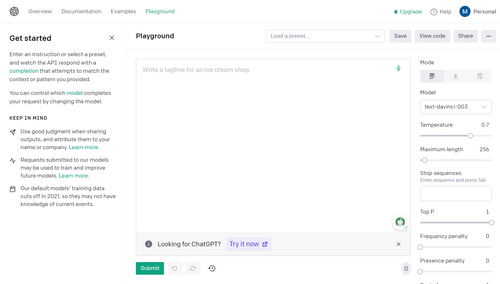 Overview Documentation Examples Playground Upgrade Help M Personal
Get started
Enter an instruction or select a preset,
and watch the API respond with a
completion that attempts to match the
context or pattern you provided.
You can control which model completes
your request by changing the model.
KEEP IN MIND
Use good judgment when sharing
outputs, and attribute them to your
name or company. Learn more.
Requests submitted to our models
may be used to train and improve
future models. Learn more.
Our default models' training data
cuts off in 2021, so they may not have
knowledge of current events.
Playground Load a preset... Save View code Share
Write a tagline for an ice cream shop.
Looking for ChatGPT? Try it now
Submit 0
Mode
Model
text-davinci-003
Temperature 0.7
Maximum length 256
Stop sequences
Enter sequence and press Tab
Top P 1
Frequency penalty 0
Presence penalty 0